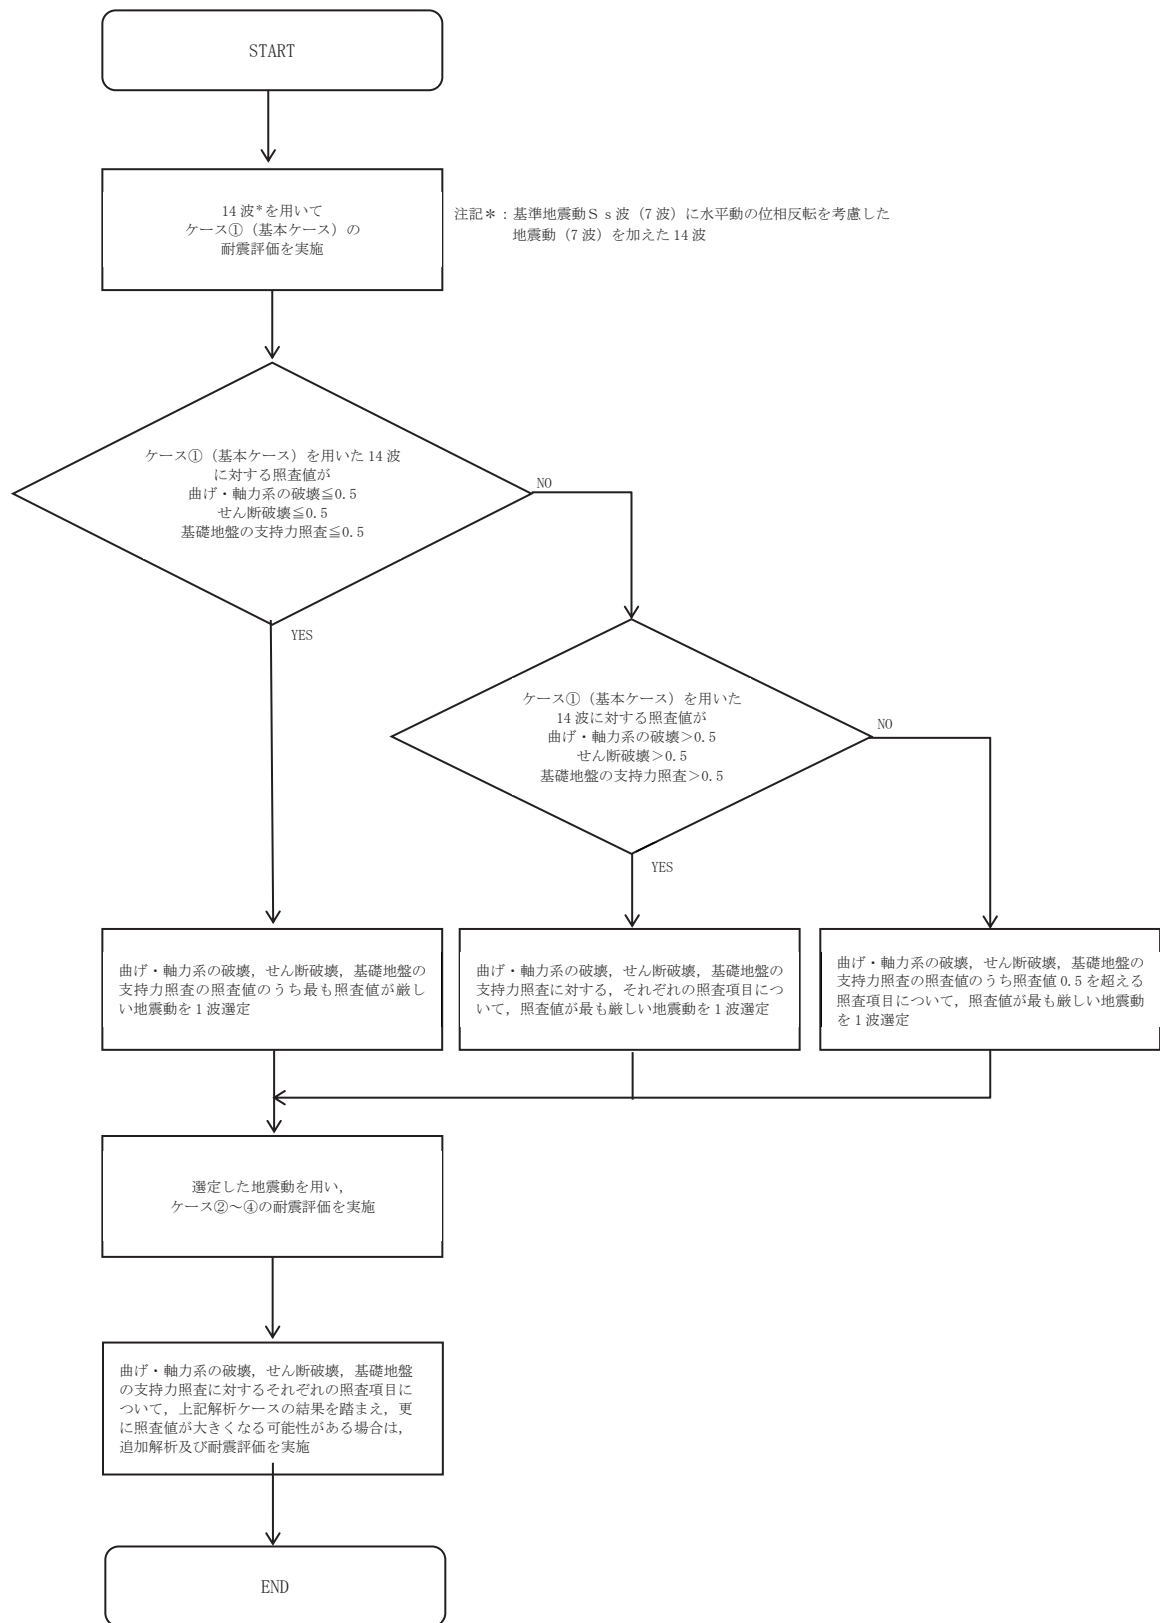 START
14 波*を用いて
ケース①（基本ケース）の
耐震評価を実施
注記＊：基準地震動Ｓｓ波（7 波）に水平動の位相反転を考慮した
地震動（7 波）を加えた 14 波
ケース①（基本ケース）を用いた 14 波
に対する照査値が
曲げ・軸力系の破壊≦0.5
せん断破壊≦0.5
基礎地盤の支持力照査≦0.5
NO
YES
ケース①（基本ケース）を用いた
14 波に対する照査値が
曲げ・軸力系の破壊＞0.5
せん断破壊＞0.5
基礎地盤の支持力照査＞0.5
NO
YES
曲げ・軸力系の破壊，せん断破壊，基礎地盤の
支持力照査の照査値のうち最も照査値が厳し
い地震動を 1 波選定
曲げ・軸力系の破壊，せん断破壊，基礎地盤の
支持力照査に対する，それぞれの照査項目につ
いて，照査値が最も厳しい地震動を 1 波選定
曲げ・軸力系の破壊，せん断破壊，基礎地盤の
支持力照査の照査値のうち照査値 0.5 を超える
照査項目について，照査値が最も厳しい地震動
を 1 波選定
選定した地震動を用い，
ケース②～④の耐震評価を実施
曲げ・軸力系の破壊，せん断破壊，基礎地盤
の支持力照査に対するそれぞれの照査項目に
ついて，上記解析ケースの結果を踏まえ，更
に照査値が大きくなる可能性がある場合は，
追加解析及び耐震評価を実施
END